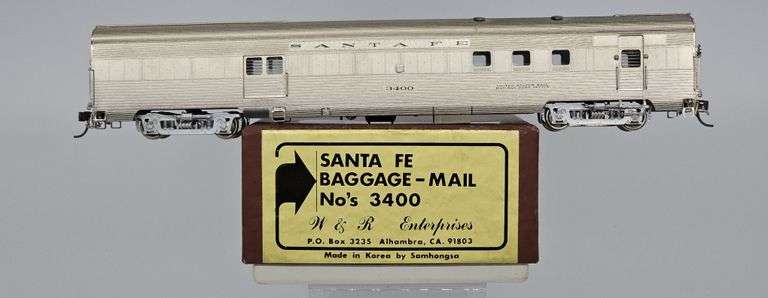 SANTA FE
3400
SANTA FE
BAGGAGE-MAIL
No's 3400
W & R Enterprises
P.O. Box 3235 Alhambra, CA. 91803
Made in Korea by Samhongsa